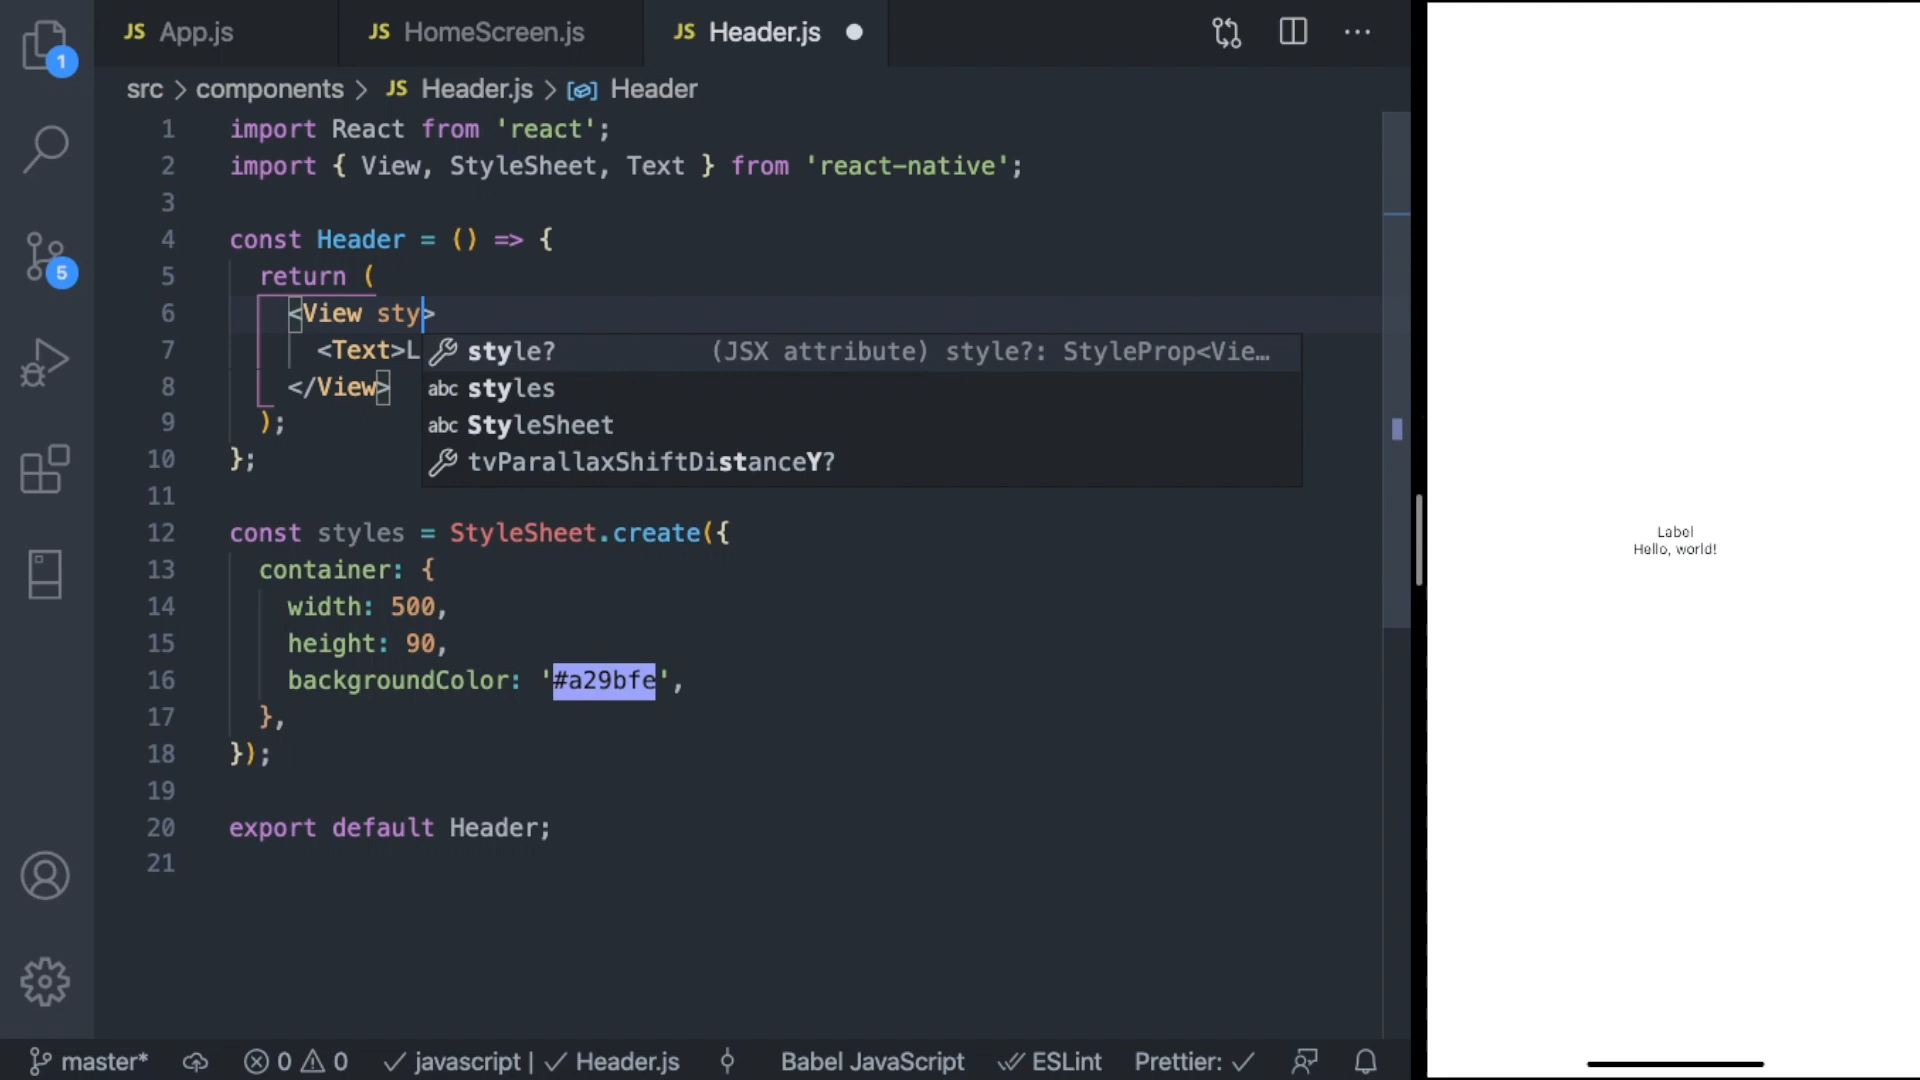 JS App.js JS HomeScreen.js JS Header.js
1
src > components > JS Header.js > Header
1 import React from 'react';
2 import { View, StyleSheet, Text } from 'react-native';
3
4 const Header = () => {
5 return (
6 <View sty>
7 <Text>L
style? (JSX attribute) style?: StyleProp<Vie…
8 </View>
abc styles
9 );
abc StyleSheet
10 };
tvParallaxShiftDistanceY?
11
12 const styles = StyleSheet.create({
13 container: {
14 width: 500,
15 height: 90,
16 backgroundColor: '#a29bfe',
17 },
18 });
19
20 export default Header;
21
5
Label
Hello, world!
master* 0 0 javascript | Header.js Babel JavaScript ESLint Prettier: